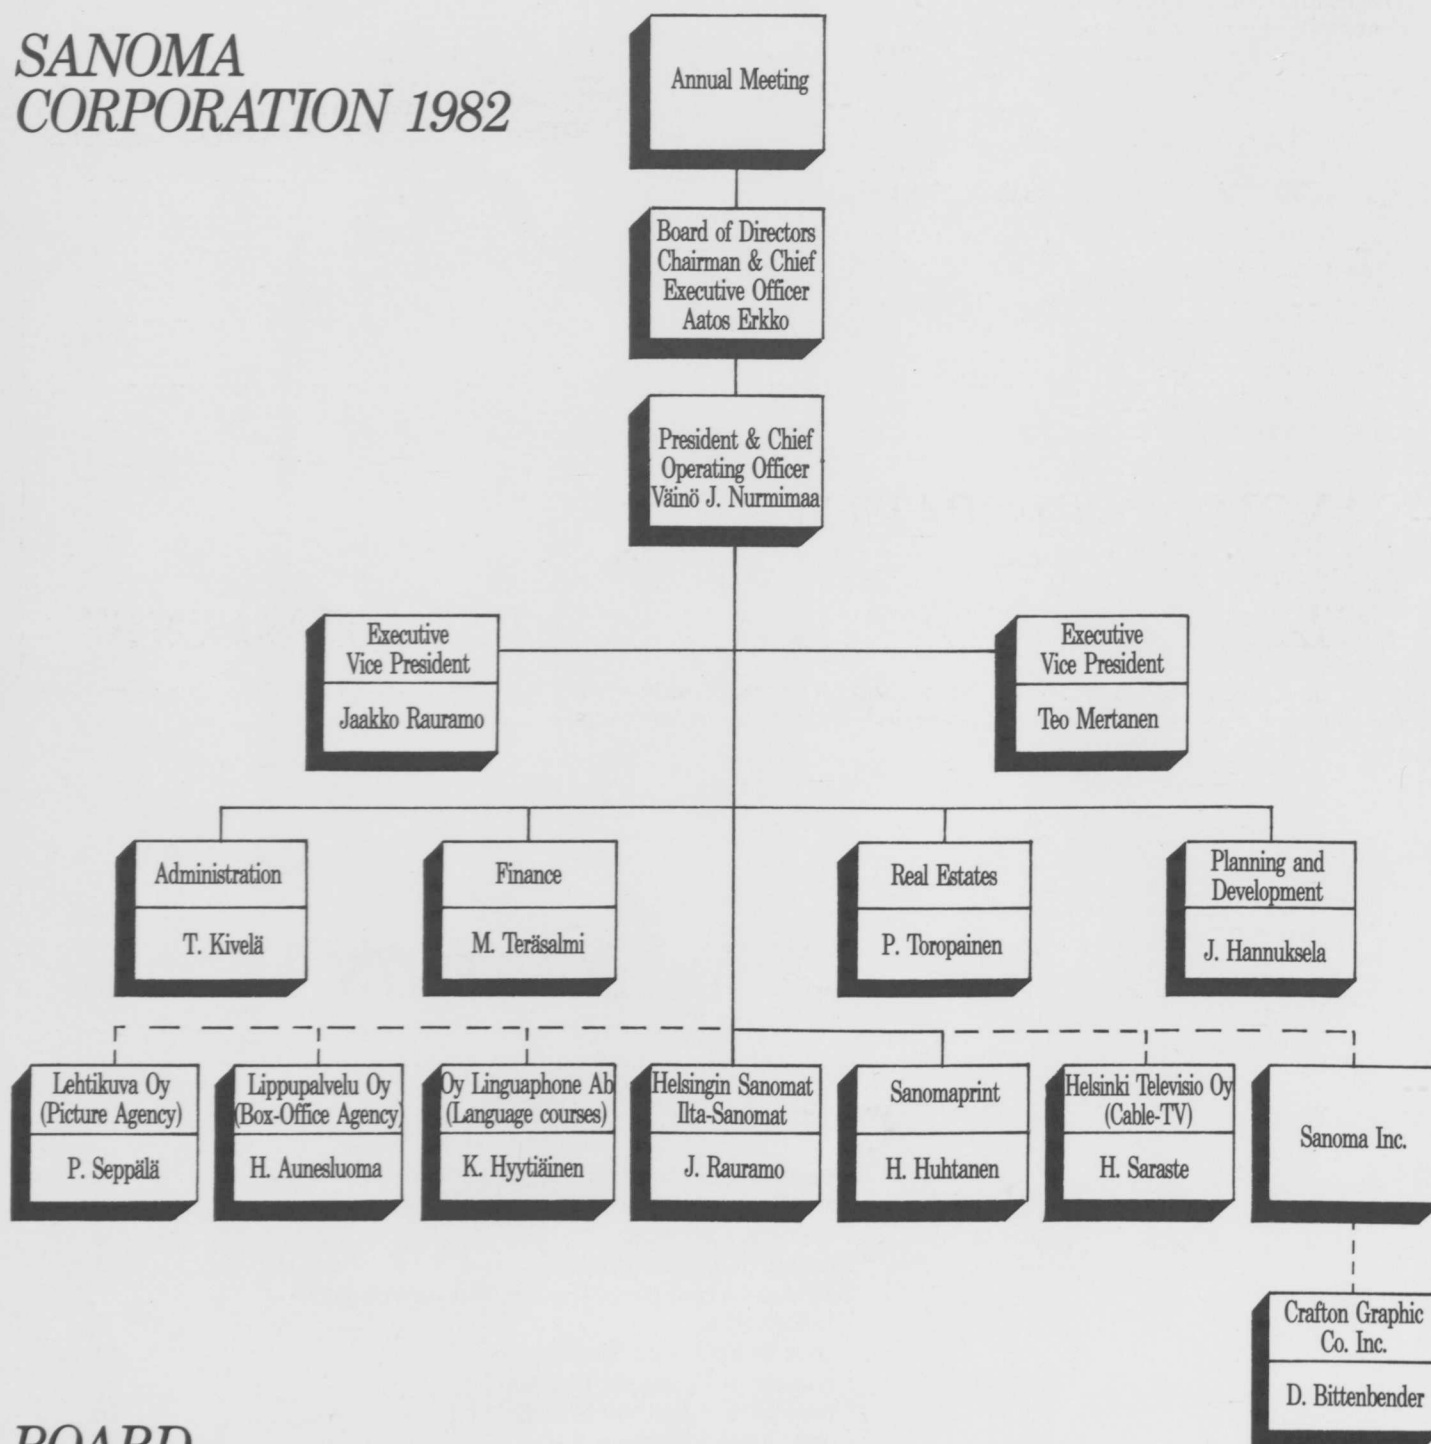 SANOMA
CORPORATION 1982
Annual Meeting
Board of Directors
Chairman & Chief
Executive Officer
Aatos Erkko
President & Chief
Operating Officer
Väinö J. Nurmimaa
Executive
Vice President
Jaakko Rauramo
Executive
Vice President
Teo Mertanen
Administration
T. Kivelä
Finance
M. Teräsalmi
Real Estates
P. Toropainen
Planning and
Development
J. Hannuksela
Lehtikuva Oy
(Picture Agency)
P. Seppälä
Lippupalvelu Oy
(Box-Office Agency)
H. Aunesluoma
Oy Linguaphone Ab
(Language courses)
K. Hyytiäinen
Helsingin Sanomat
Ilta-Sanomat
J. Rauramo
Sanomaprint
H. Huhtanen
Helsinki Televisio Oy
(Cable-TV)
H. Saraste
Sanoma Inc.
Crafton Graphic
Co. Inc.
D. Bittenbender
BOARD